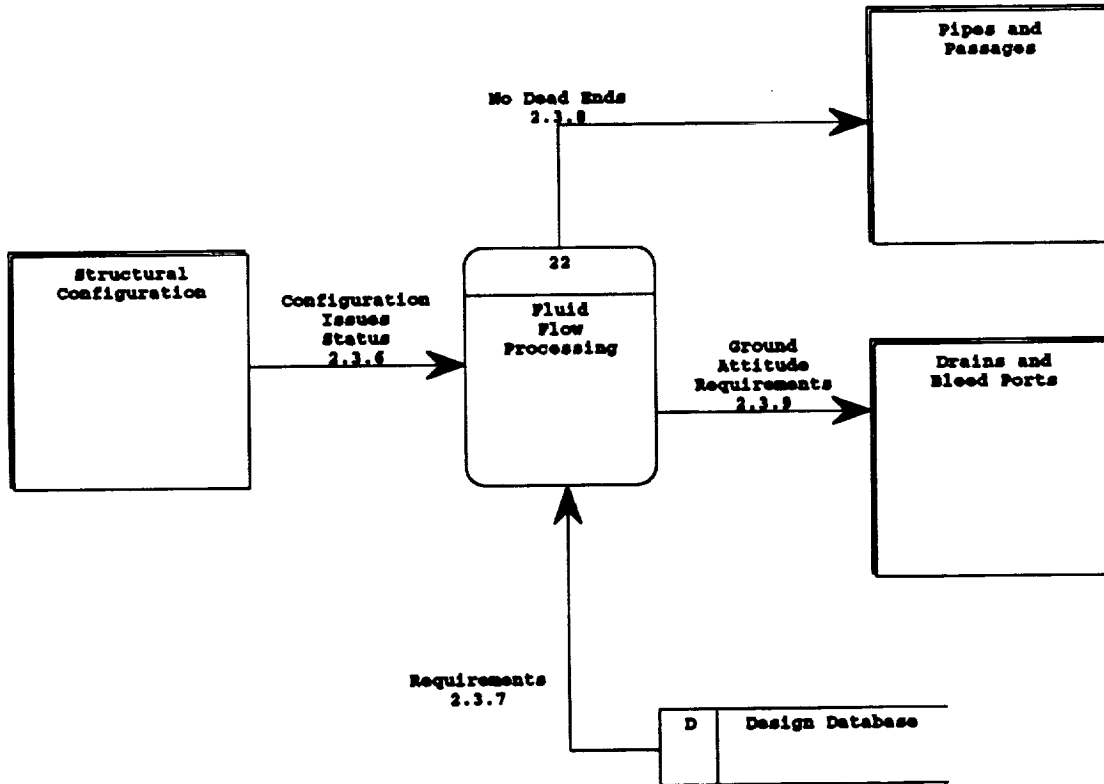 Pipes and
Passages
No Dead Ends
2.3.8
Structural
Configuration
Configuration
Issues
Status
2.3.6
22
Fluid
Flow
Processing
Ground
Attitude
Requirements
2.3.9
Drains and
Bleed Ports
Requirements
2.3.7
D
Design Database